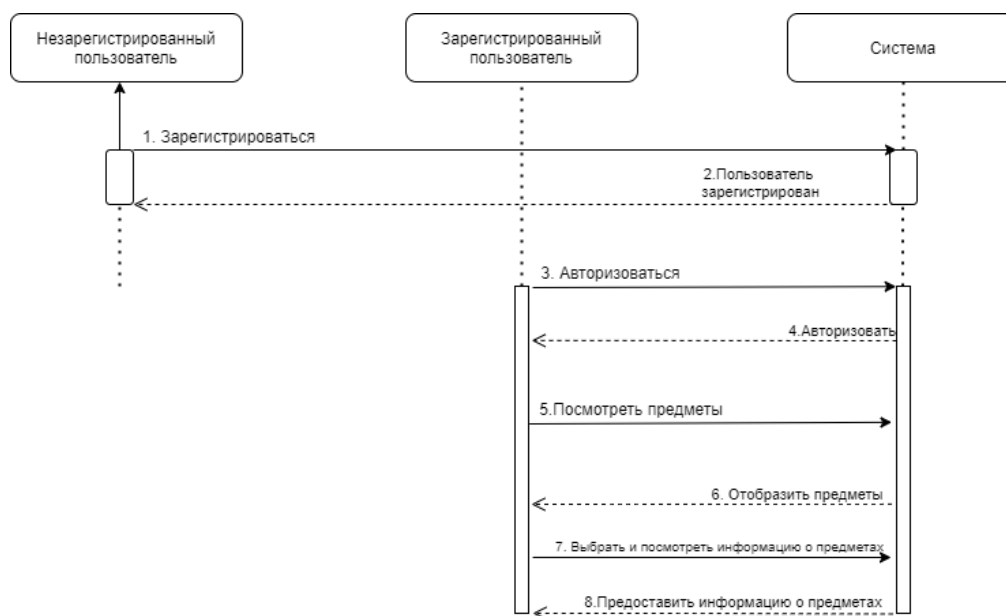 Незарегистрированный
пользователь
Зарегистрированный
пользователь
Система
1. Зарегистрироваться
2.Пользователь
зарегистрирован
3. Авторизоваться
4.Авторизовать
5.Посмотреть предметы
6. Отобразить предметы
7. Выбрать и посмотреть информацию о предметах
8.Предоставить информацию о предметах